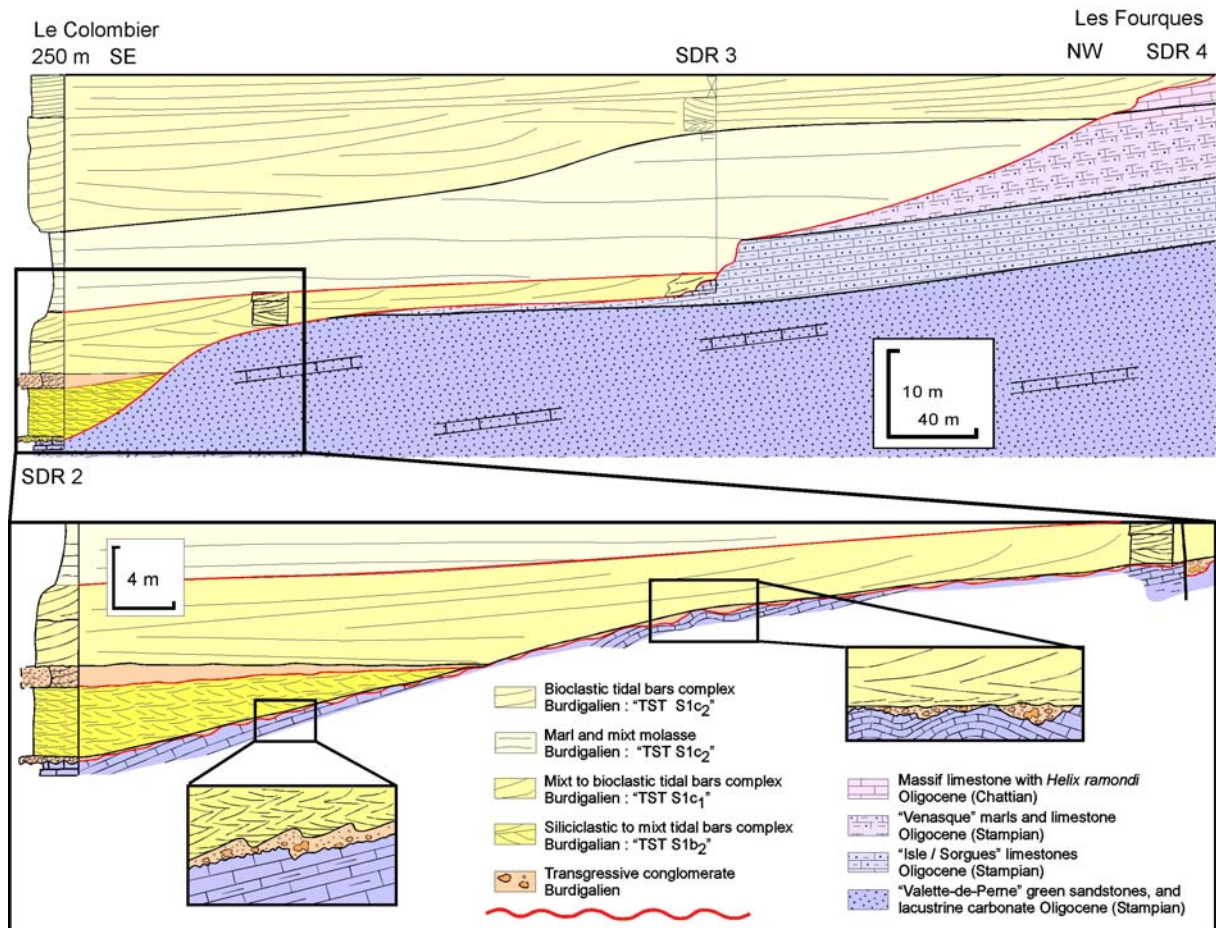 Le Colombier
250 m SE
SDR 3
Les Fourques
NW SDR 4
10 m
40 m
SDR 2
4 m
Bioclastic tidal bars complex
Burdigalien : "TST S1c2"
Marl and mixt molasse
Burdigalien : "TST S1c2"
Mixt to bioclastic tidal bars complex
Burdigalien : "TST S1c1"
Siliciclastic to mixt tidal bars complex
Burdigalien : "TST S1b2"
Transgressive conglomerate
Burdigalien
Massif limestone with Helix ramondi
Oligocene (Chattian)
"Venasque" marls and limestone
Oligocene (Stampian)
"Isle / Sorgues" limestones
Oligocene (Stampian)
"Valette-de-Perne" green sandstones, and
lacustrine carbonate Oligocene (Stampian)